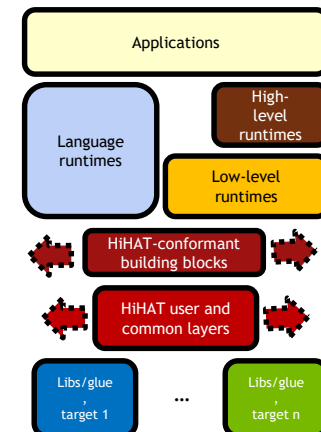 Applications
Language
runtimes
High-
level
runtimes
Low-level
runtimes
HiHAT-conformant
building blocks
HiHAT user and
common layers
Libs/glue
,
target 1
...
Libs/glue
,
target n